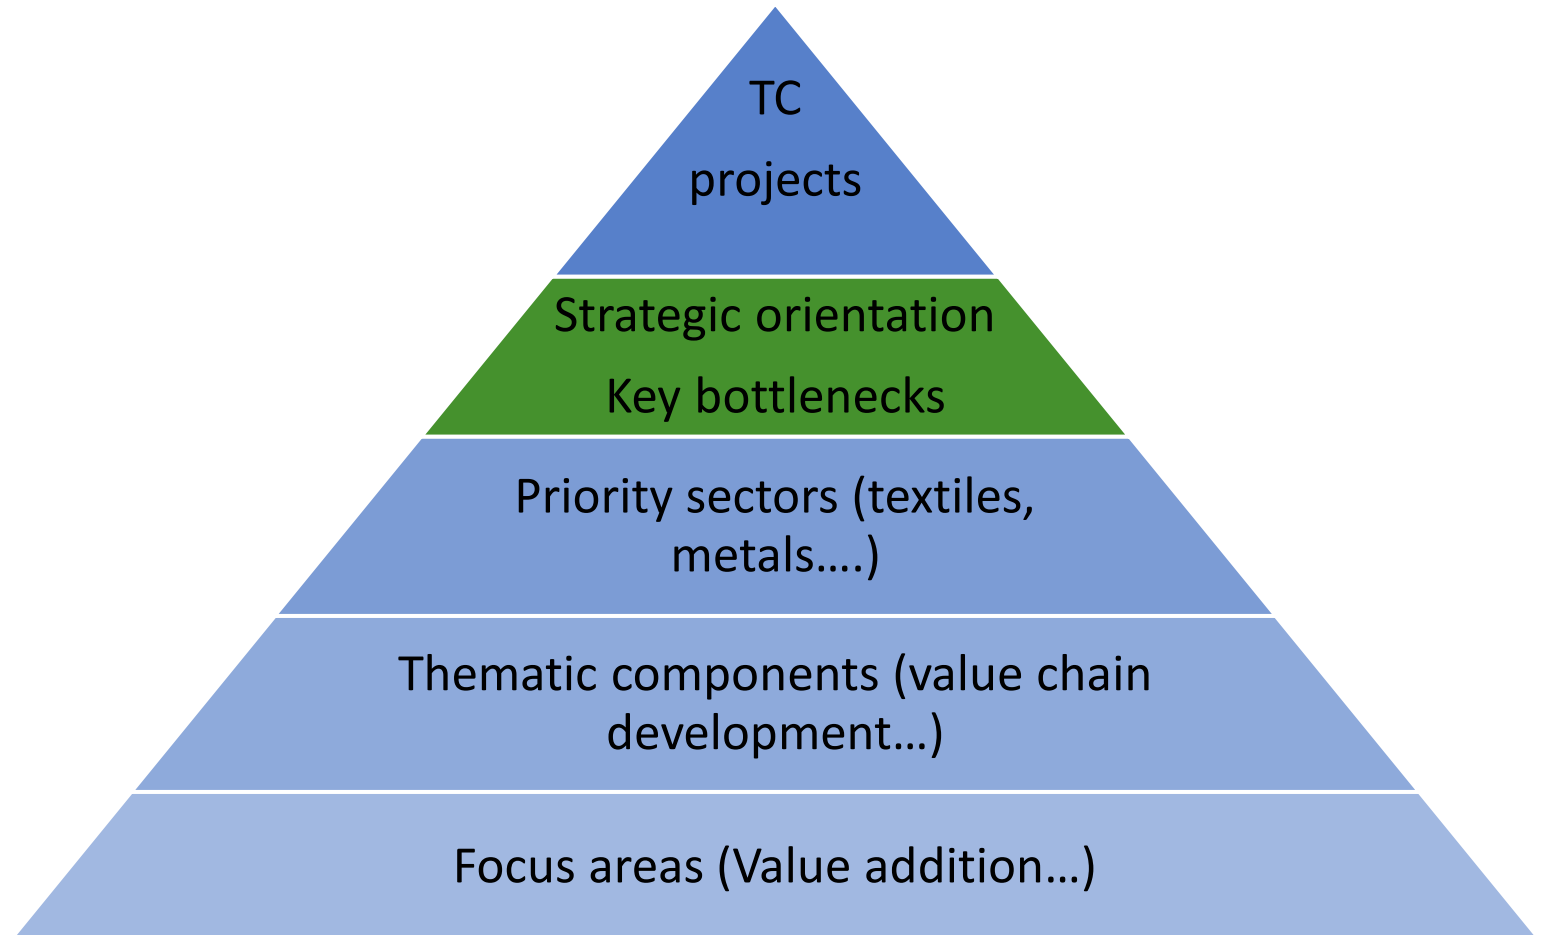 TC
projects
Strategic orientation
Key bottlenecks
Priority sectors (textiles,
metals….)
Thematic components (value chain
development…)
Focus areas (Value addition…)